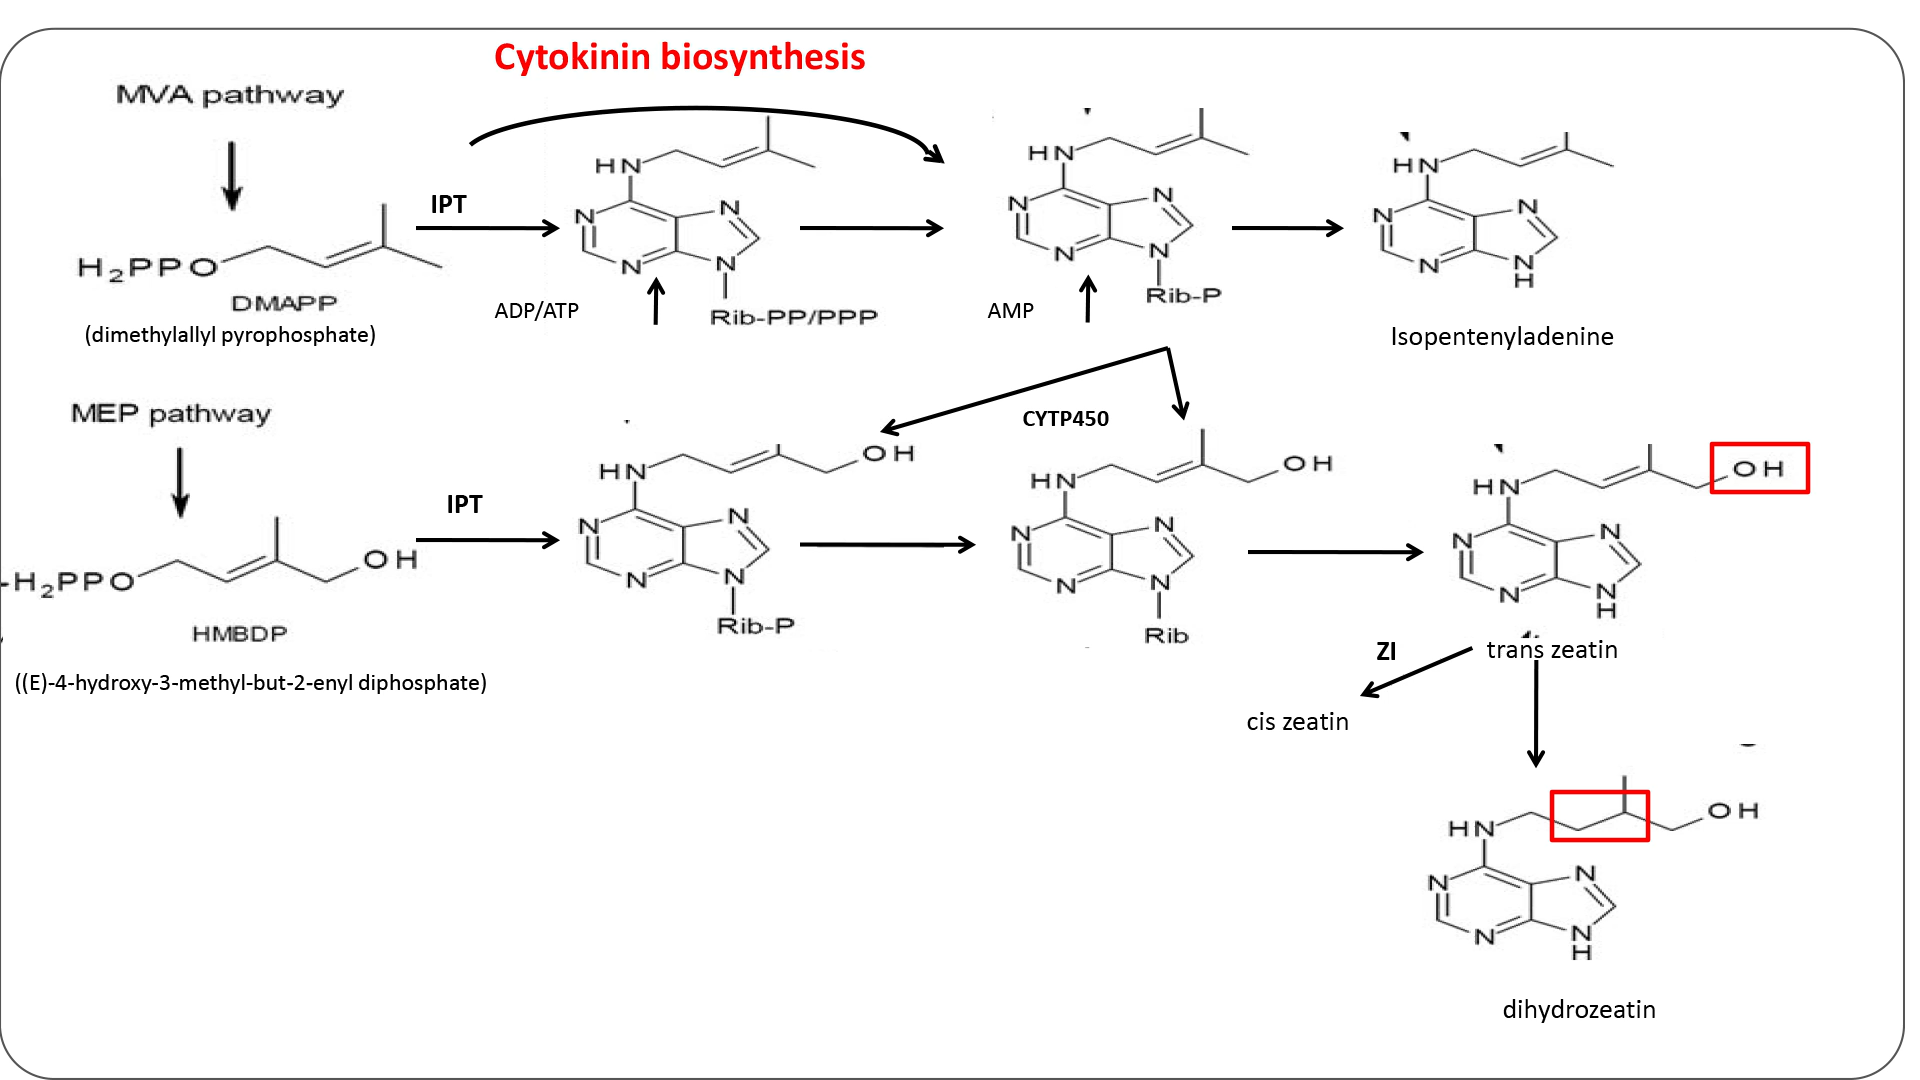 Cytokinin biosynthesis
MVA pathway
IPT
H₂PPO
DMAPP
(dimethylallyl pyrophosphate)
ADP/ATP
HN
N
N
N
N
Rib-PP/PPP
AMP
HN
N
N
N
N
Rib-P
HN
N
N
N
N
H
Isopentenyladenine
MEP pathway
CYTP450
IPT
-H₂PPO
OH
HMBDP
((E)-4-hydroxy-3-methyl-but-2-enyl diphosphate)
OH
HN
N
N
N
N
Rib-P
OH
HN
N
N
N
N
Rib
OH
HN
N
N
N
N
H
ZI
trans zeatin
cis zeatin
OH
HN
N
N
N
N
H
dihydrozeatin